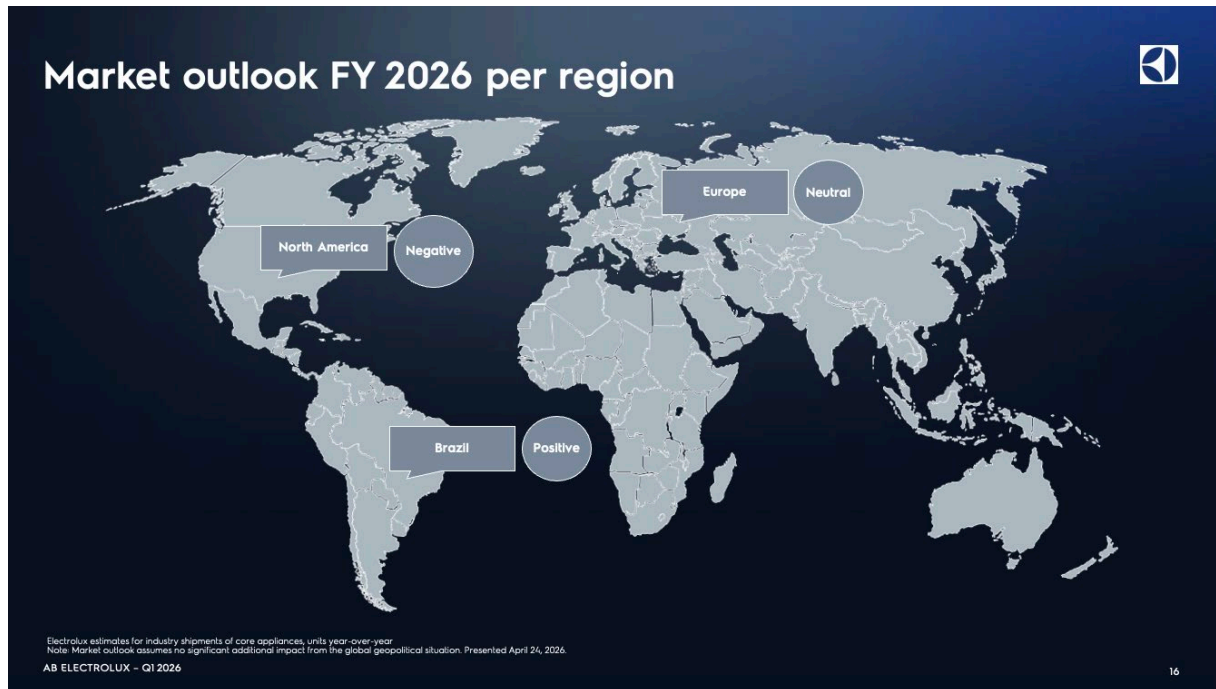 Market outlook FY 2026 per region
Europe
Neutral
North America
Negative
Brazil
Positive
Electrolux estimates for industry shipments of core appliances, units year-over-year
Note: Market outlook assumes no significant additional impact from the global geopolitical situation. Presented April 24, 2026.
AB ELECTROLUX – Q1 2026
16